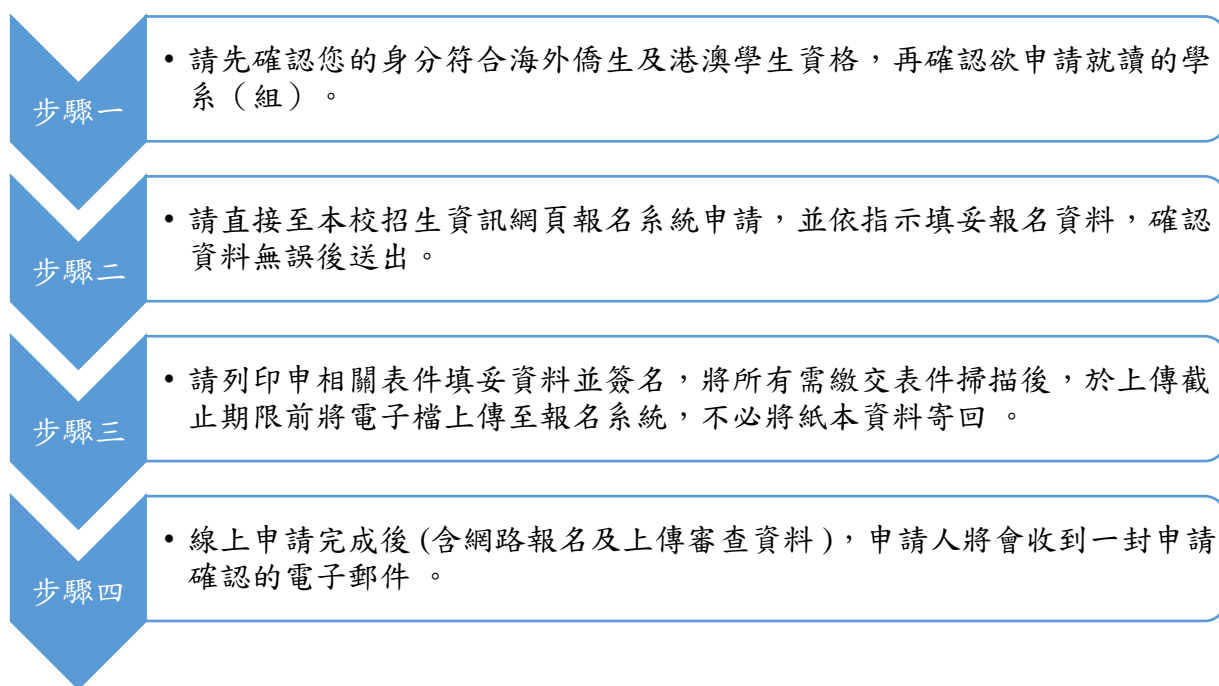 步驟一
• 請先確認您的身分符合海外僑生及港澳學生資格，再確認欲申請就讀的學
系（組）。
步驟二
• 請直接至本校招生資訊網頁報名系統申請，並依指示填妥報名資料，確認
資料無誤後送出。
步驟三
• 請列印申相關表件填妥資料並簽名，將所有需繳交表件掃描後，於上傳截
止期限前將電子檔上傳至報名系統，不必將紙本資料寄回 。
步驟四
• 線上申請完成後 (含網路報名及上傳審查資料 )，申請人將會收到一封申請
確認的電子郵件 。